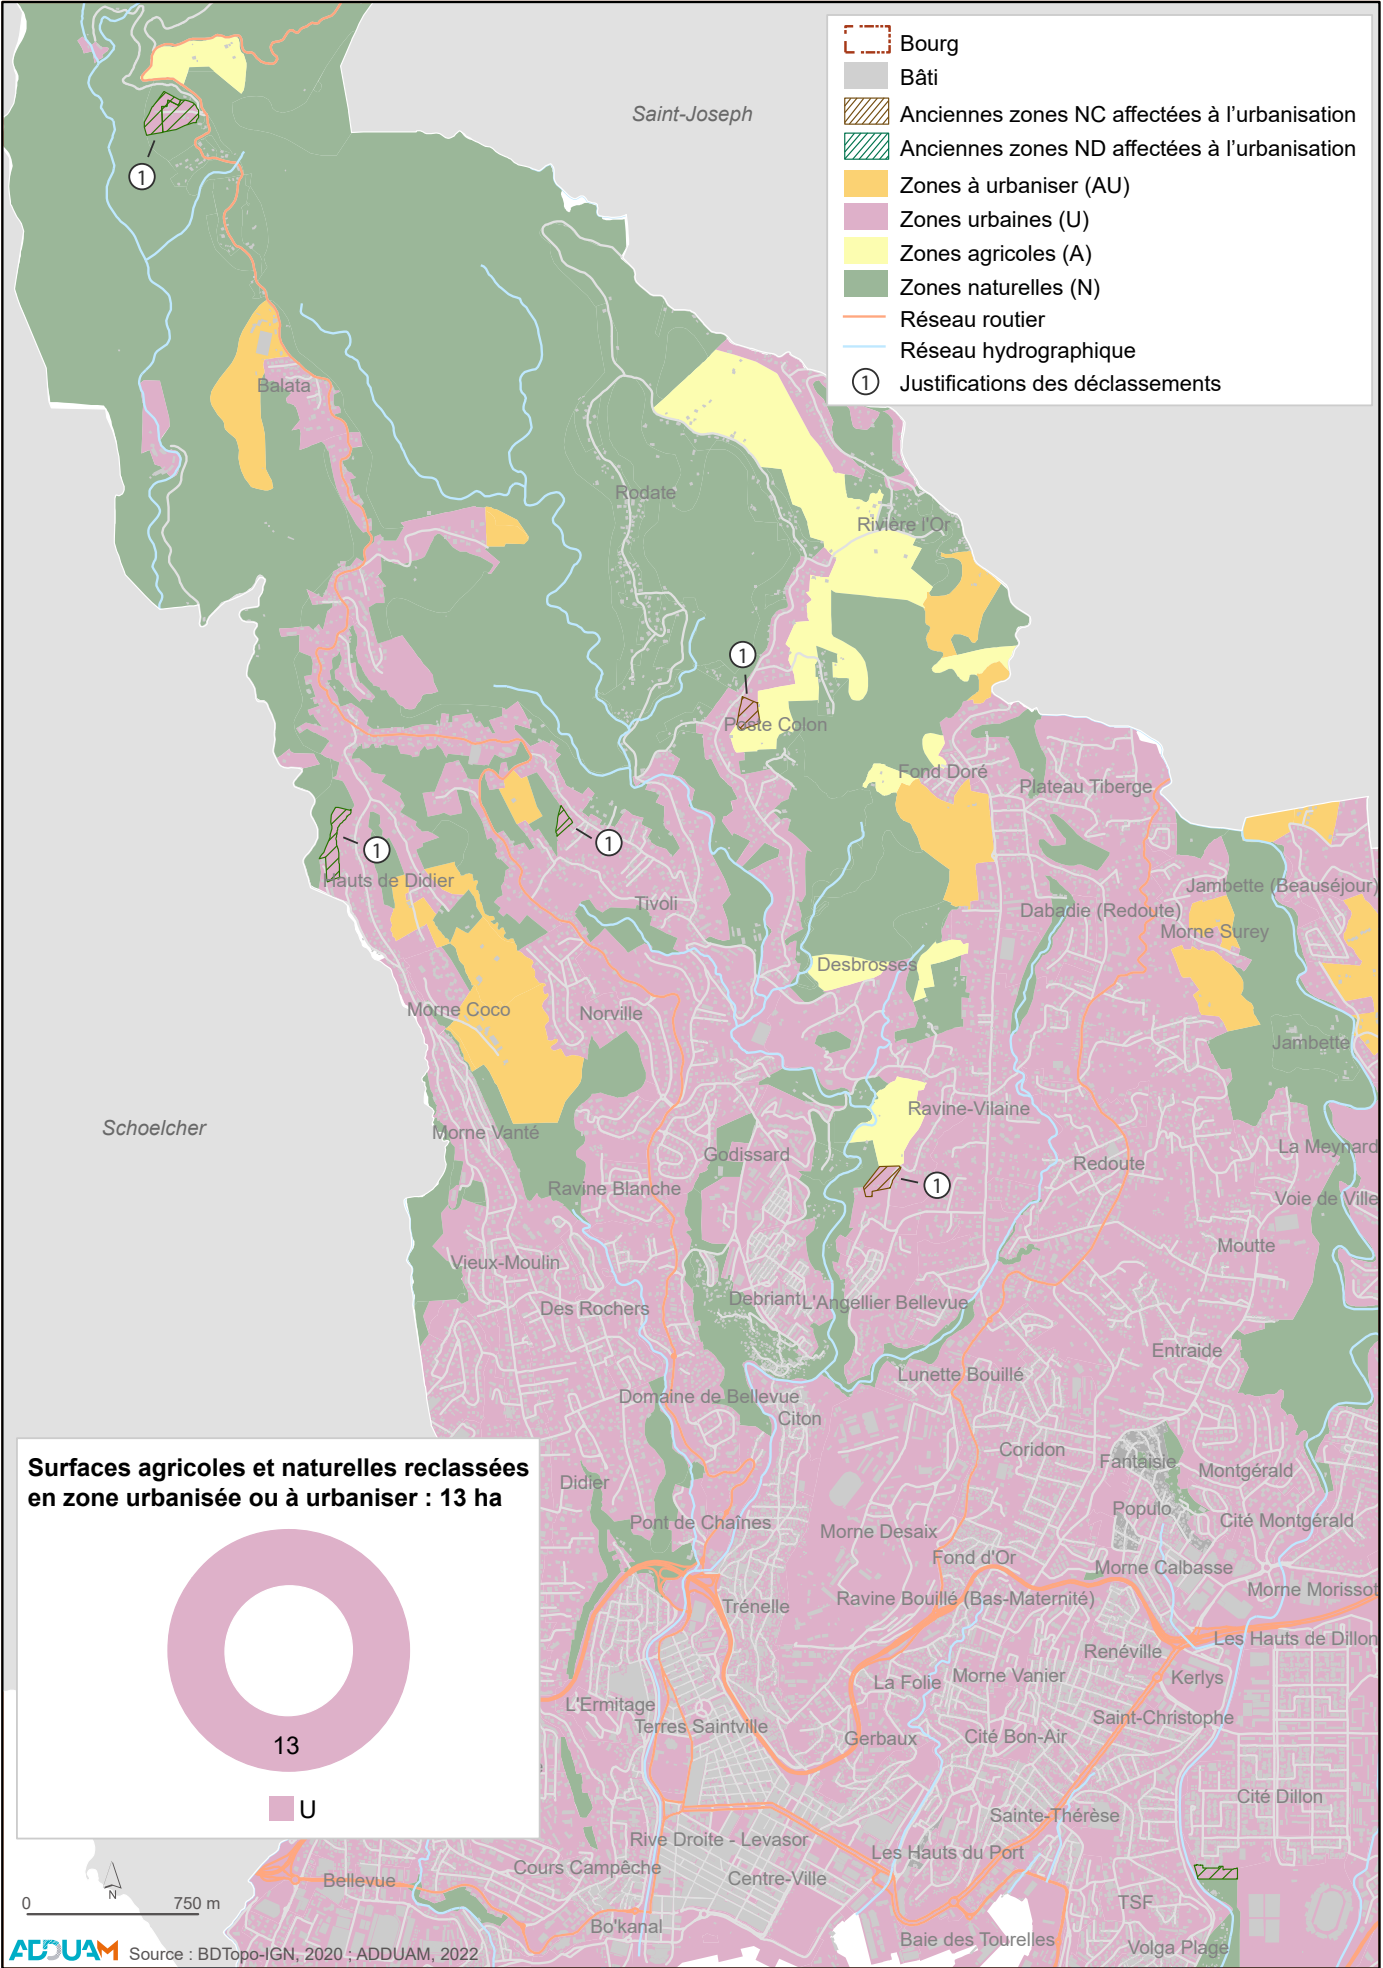 Bourg
Bâti
Anciennes zones NC affectées à l'urbanisation
Anciennes zones ND affectées à l'urbanisation
Zones à urbaniser (AU)
Zones urbaines (U)
Zones agricoles (A)
Zones naturelles (N)
Réseau routier
Réseau hydrographique
1 Justifications des déclassements
Saint-Joseph
1
Balata
Rodate
Rivière l'Or
1
Poste Colon
Fond Doré
Plateau Tiberge
1
1
Hauts de Didier
Tivoli
Jambette (Beauséjour)
Dabadie (Redoute)
Morne Surey
Desbrosses
Morne Coco
Norville
Jambette
Ravine-Vilaine
Schoelcher
Morne Vanté
Godissard
La Meynard
Redoute
Ravine Blanche
1
Voie de Ville
Moutte
Vieux-Moulin
Des Rochers
Debriant
L'Angellier Bellevue
Entraide
Lunette Bouillé
Domaine de Bellevue
Citon
Coridon
Fantaisie
Montgérald
Didier
Populo
Cité Montgérald
Pont de Chaînes
Morne Desaix
Fond d'Or
Morne Calbasse
Morne Morissot
Trénelle
Ravine Bouillé (Bas-Maternité)
Les Hauts de Dillon
Renéville
Kerlys
La Folie
Morne Vanier
L'Ermitage
Terres Sainville
Saint-Christophe
Gerbaux
Cité Bon-Air
Cité Dillon
Sainte-Thérèse
Rive Droite - Levasor
Les Hauts du Port
Cours Campêche
Centre-Ville
Bellevue
TSF
Bo'kanal
Baie des Tourelles
Volga Plage
Surfaces agricoles et naturelles reclassées
en zone urbanisée ou à urbaniser : 13 ha
13
U
N
0 750 m
ADDUAM Source : BDTopo-IGN, 2020 ; ADDUAM, 2022